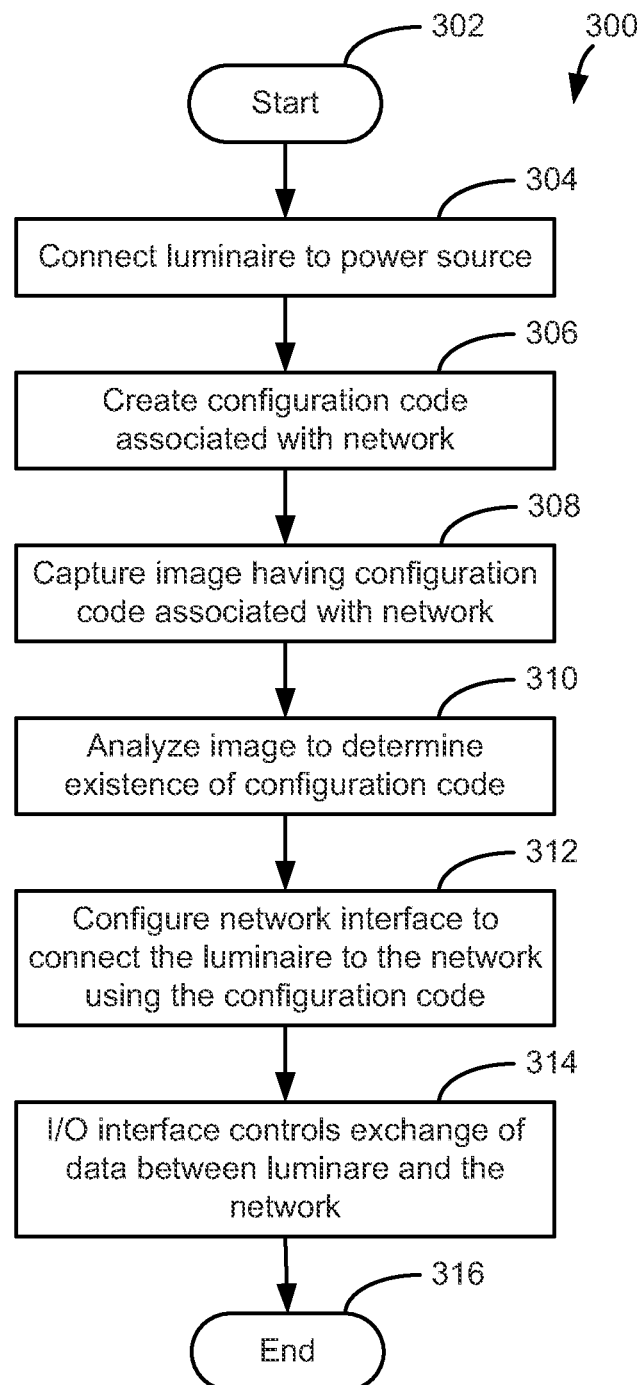 302
300
Start
304
Connect luminaire to power source
306
Create configuration code
associated with network
308
Capture image having configuration
code associated with network
310
Analyze image to determine
existence of configuration code
312
Configure network interface to
connect the luminaire to the network
using the configuration code
314
I/O interface controls exchange of
data between luminare and the
network
316
End